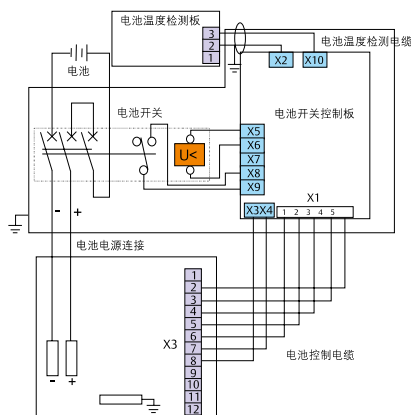 电池温度检测板
3
2
1
X2 X10
电池温度检测电缆
电池
电池开关
电池开关控制板
U<
X5
X6
X7
X8
X9
X1
X3X4
1 2 3 4 5
- +
电池电源连接
X3
1
2
3
4
5
6
7
8
9
10
11
12
电池控制电缆
- +